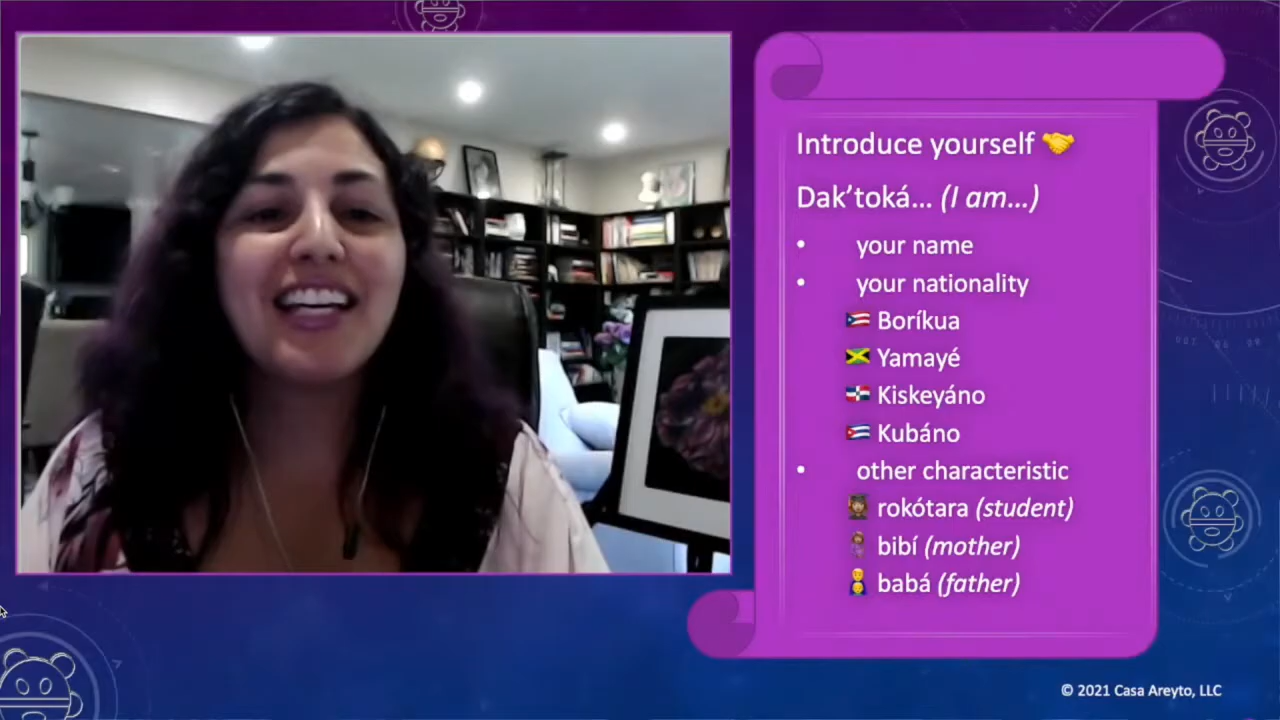 Introduce yourself 🤝
Dak'toká... (I am...)
• your name
• your nationality
🇵🇷 Boríkua
🇯🇲 Yamayé
🇩🇴 Kiskeyáno
🇨🇺 Kubáno
• other characteristic
rokótara (student)
bibí (mother)
babá (father)
© 2021 Casa Areyto, LLC